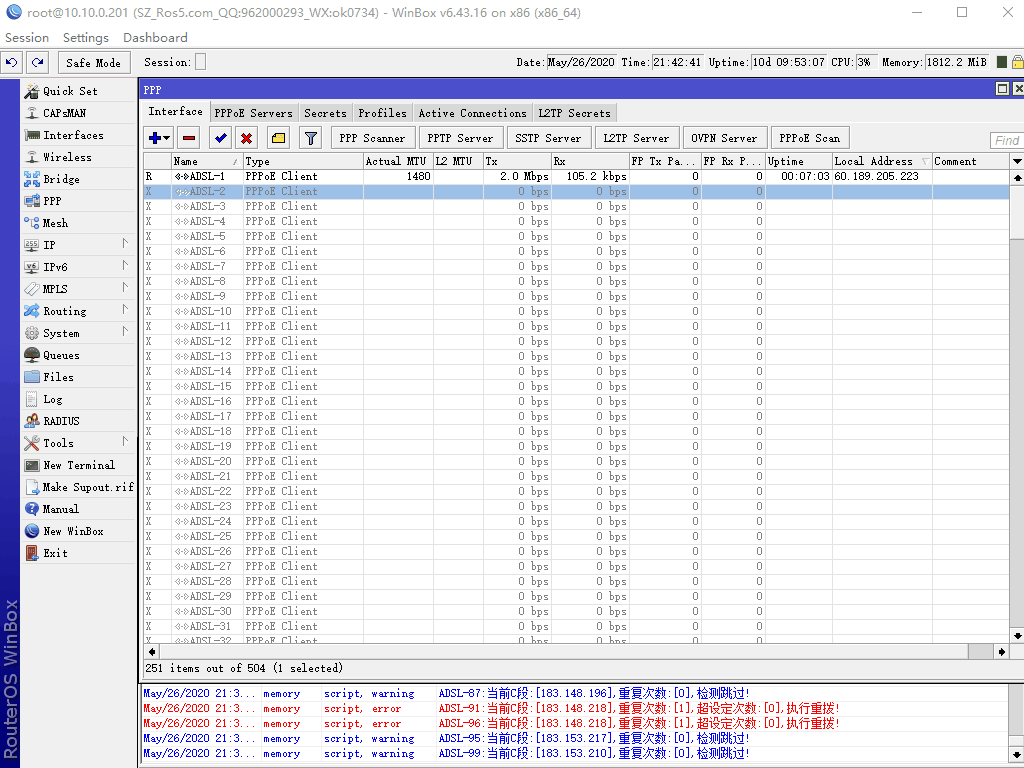 root@10.10.0.201 (SZ_Ros5.com_QQ:962000293_WX:ok0734) - WinBox v6.43.16 on x86 (x86_64)
Session Settings Dashboard
Safe Mode Session: Date: May/26/2020 Time: 21:42:41 Uptime: 10d 09:53:07 CPU: 3% Memory: 1812.2 MiB
Quick Set
CAPsMAN
Interfaces
Wireless
Bridge
PPP
Mesh
IP
IPv6
MPLS
Routing
System
Queues
Files
Log
RADIUS
Tools
New Terminal
Make Supout.rif
Manual
New WinBox
Exit
RouterOS WinBox
PPP
Interface PPPoE Servers Secrets Profiles Active Connections L2TP Secrets
PPP Scanner PPTP Server SSTP Server L2TP Server OVPN Server PPPoE Scan Find
Name Type Actual MTU L2 MTU Tx Rx FP Tx Pa... FP Rx P... Uptime Local Address Comment
R ADSL-1 PPPoE Client 1480 2.0 Mbps 105.2 kbps 0 0 00:07:03 60.189.205.223
X ADSL-2 PPPoE Client 0 bps 0 bps 0 0
X ADSL-3 PPPoE Client 0 bps 0 bps 0 0
X ADSL-4 PPPoE Client 0 bps 0 bps 0 0
X ADSL-5 PPPoE Client 0 bps 0 bps 0 0
X ADSL-6 PPPoE Client 0 bps 0 bps 0 0
X ADSL-7 PPPoE Client 0 bps 0 bps 0 0
X ADSL-8 PPPoE Client 0 bps 0 bps 0 0
X ADSL-9 PPPoE Client 0 bps 0 bps 0 0
X ADSL-10 PPPoE Client 0 bps 0 bps 0 0
X ADSL-11 PPPoE Client 0 bps 0 bps 0 0
X ADSL-12 PPPoE Client 0 bps 0 bps 0 0
X ADSL-13 PPPoE Client 0 bps 0 bps 0 0
X ADSL-14 PPPoE Client 0 bps 0 bps 0 0
X ADSL-15 PPPoE Client 0 bps 0 bps 0 0
X ADSL-16 PPPoE Client 0 bps 0 bps 0 0
X ADSL-17 PPPoE Client 0 bps 0 bps 0 0
X ADSL-18 PPPoE Client 0 bps 0 bps 0 0
X ADSL-19 PPPoE Client 0 bps 0 bps 0 0
X ADSL-20 PPPoE Client 0 bps 0 bps 0 0
X ADSL-21 PPPoE Client 0 bps 0 bps 0 0
X ADSL-22 PPPoE Client 0 bps 0 bps 0 0
X ADSL-23 PPPoE Client 0 bps 0 bps 0 0
X ADSL-24 PPPoE Client 0 bps 0 bps 0 0
X ADSL-25 PPPoE Client 0 bps 0 bps 0 0
X ADSL-26 PPPoE Client 0 bps 0 bps 0 0
X ADSL-27 PPPoE Client 0 bps 0 bps 0 0
X ADSL-28 PPPoE Client 0 bps 0 bps 0 0
X ADSL-29 PPPoE Client 0 bps 0 bps 0 0
X ADSL-30 PPPoE Client 0 bps 0 bps 0 0
X ADSL-31 PPPoE Client 0 bps 0 bps 0 0
X ADSL-32 PPPoE Client 0 bps 0 bps 0 0
251 items out of 504 (1 selected)
May/26/2020 21:3... memory script, warning ADSL-87:当前C段:[183.148.196],重复次数:[0],检测跳过!
May/26/2020 21:3... memory script, error ADSL-91:当前C段:[183.148.218],重复次数:[1],超设定次数:[0],执行重拨!
May/26/2020 21:3... memory script, error ADSL-96:当前C段:[183.148.218],重复次数:[1],超设定次数:[0],执行重拨!
May/26/2020 21:3... memory script, warning ADSL-95:当前C段:[183.153.217],重复次数:[0],检测跳过!
May/26/2020 21:3... memory script, warning ADSL-99:当前C段:[183.153.210],重复次数:[0],检测跳过!